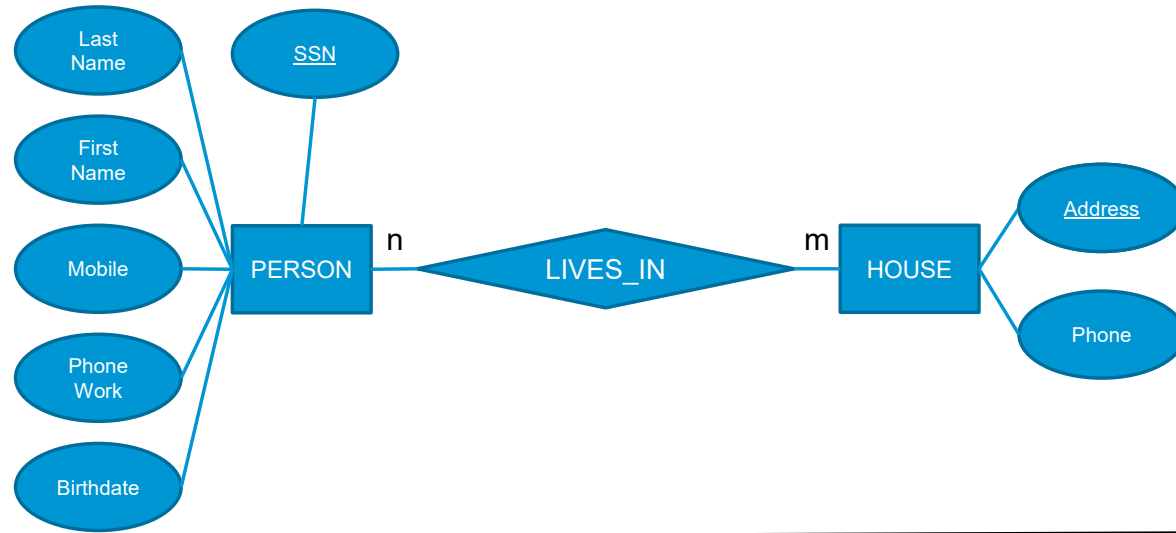 Last
Name
SSN
First
Name
Address
n
m
Mobile
PERSON
LIVES_IN
HOUSE
Phone
Phone
Work
Birthdate